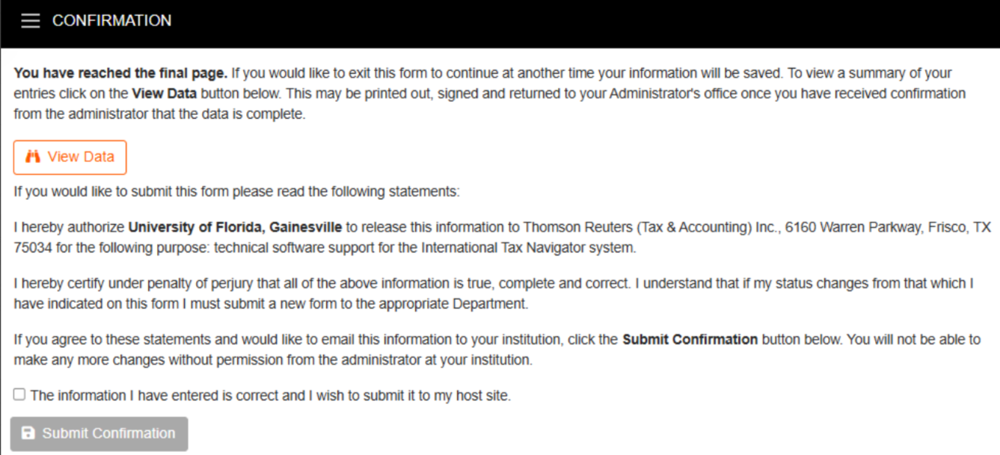 CONFIRMATION
You have reached the final page. If you would like to exit this form to continue at another time your information will be saved. To view a summary of your
entries click on the View Data button below. This may be printed out, signed and returned to your Administrator's office once you have received confirmation
from the administrator that the data is complete.
View Data
If you would like to submit this form please read the following statements:
I hereby authorize University of Florida, Gainesville to release this information to Thomson Reuters (Tax & Accounting) Inc., 6160 Warren Parkway, Frisco, TX
75034 for the following purpose: technical software support for the International Tax Navigator system.
I hereby certify under penalty of perjury that all of the above information is true, complete and correct. I understand that if my status changes from that which I
have indicated on this form I must submit a new form to the appropriate Department.
If you agree to these statements and would like to email this information to your institution, click the Submit Confirmation button below. You will not be able to
make any more changes without permission from the administrator at your institution.
The information I have entered is correct and I wish to submit it to my host site.
Submit Confirmation